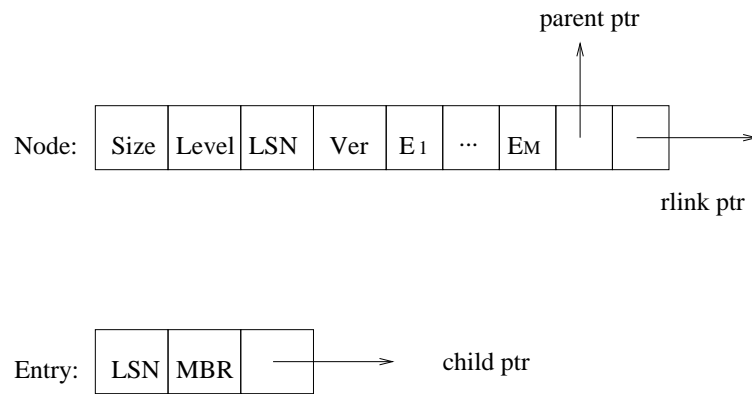 parent ptr
Node: Size Level LSN Ver E1 ... EM
rlink ptr
Entry: LSN MBR child ptr